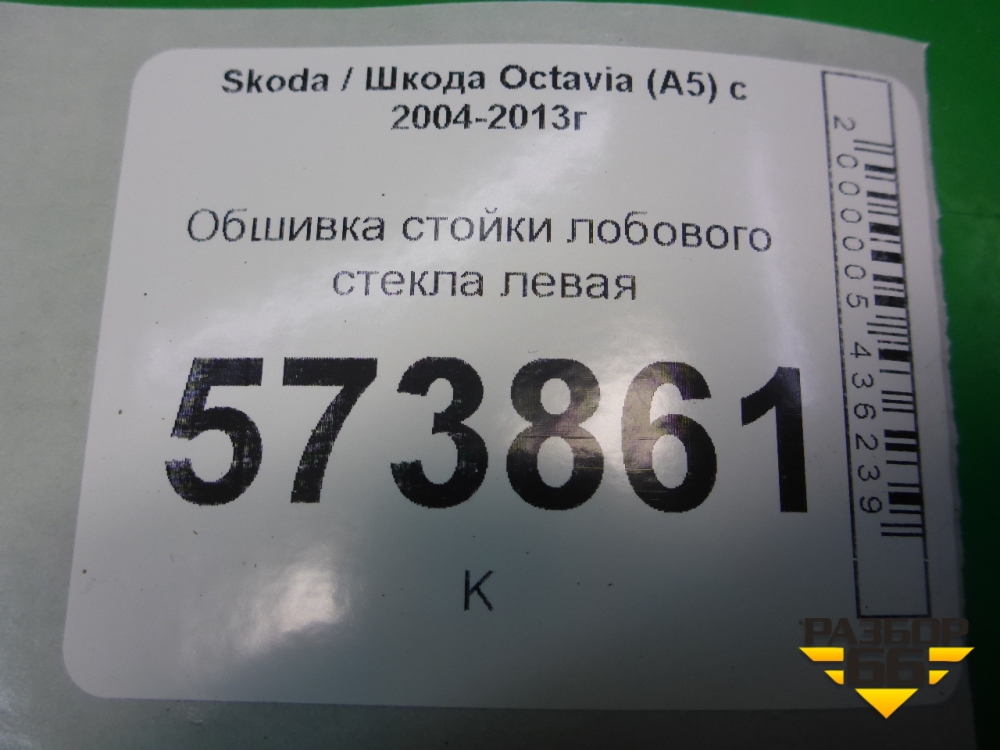 Skoda / Шкода Octavia (A5) с
2004-2013г
Обшивка стойки лобового
стекла левая
573861
К
2000005436239
РАЗБОР
66